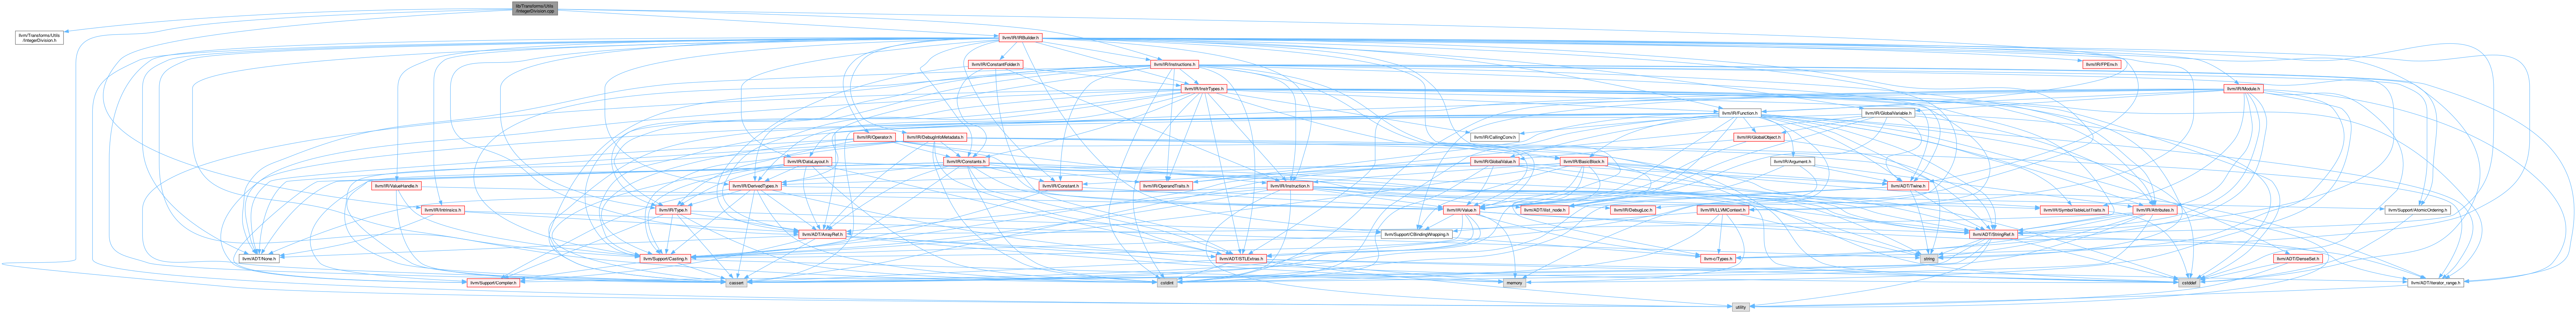 lib/Transforms/Utils
/IntegerDivision.cpp
llvm/Transforms/Utils
/IntegerDivision.h
llvm/IR/IRBuilder.h
llvm/IR/ConstantFolder.h
llvm/IR/Instructions.h
llvm/IR/FPEnv.h
llvm/IR/InstrTypes.h
llvm/IR/Module.h
llvm/IR/Function.h
llvm/IR/GlobalVariable.h
llvm/IR/Operator.h
llvm/IR/DebugInfoMetadata.h
llvm/IR/CallingConv.h
llvm/IR/GlobalObject.h
llvm/IR/DataLayout.h
llvm/IR/Constants.h
llvm/IR/GlobalValue.h
llvm/IR/BasicBlock.h
llvm/IR/Argument.h
llvm/IR/ValueHandle.h
llvm/IR/DerivedTypes.h
llvm/IR/Constant.h
llvm/IR/OperandTraits.h
llvm/IR/Instruction.h
llvm/ADT/Twine.h
llvm/IR/Intrinsics.h
llvm/IR/Type.h
llvm/IR/Value.h
llvm/ADT/ilist_node.h
llvm/IR/DebugLoc.h
llvm/IR/LLVMContext.h
llvm/IR/SymbolTableListTraits.h
llvm/IR/Attributes.h
llvm/Support/AtomicOrdering.h
llvm/ADT/ArrayRef.h
llvm/Support/CBindingWrapping.h
llvm/ADT/StringRef.h
llvm/ADT/None.h
llvm/Support/Casting.h
llvm/ADT/STLExtras.h
llvm-c/Types.h
string
llvm/ADT/DenseSet.h
llvm/Support/Compiler.h
cassert
cstdint
memory
cstddef
llvm/ADT/iterator_range.h
utility